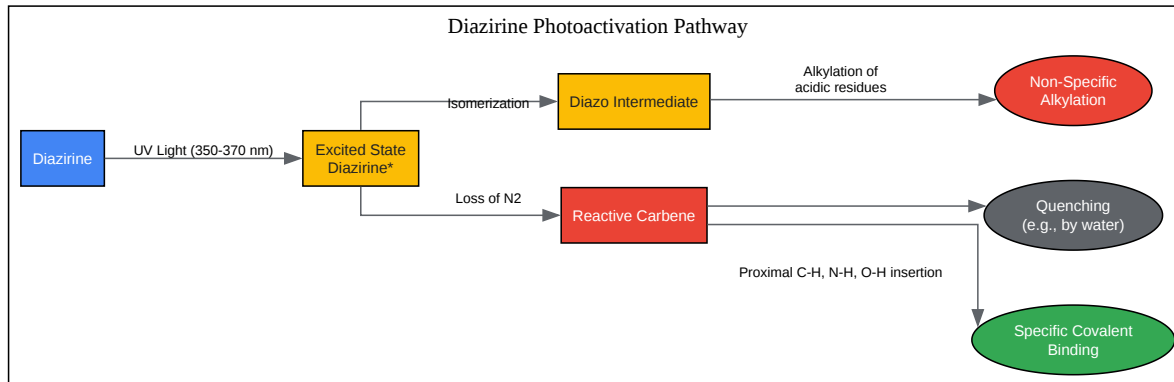 Diazirine Photoactivation Pathway
Diazirine
UV Light (350-370 nm)
Excited State
Diazirine*
Isomerization
Diazo Intermediate
Alkylation of
acidic residues
Non-Specific
Alkylation
Loss of N2
Reactive Carbene
Quenching
(e.g., by water)
Proximal C-H, N-H, O-H insertion
Specific Covalent
Binding